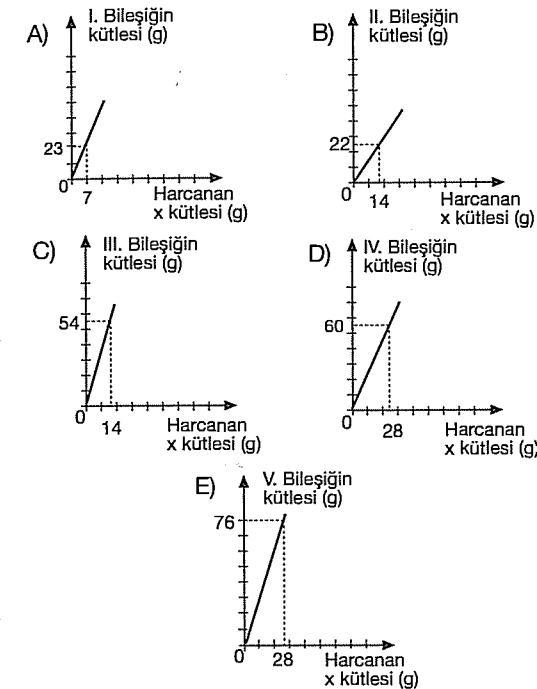 A)
I. Bileşiğin
kütlesi (g)
23
0
7
Harcanan
x kütlesi (g)
B)
II. Bileşiğin
kütlesi (g)
22
0
14
Harcanan
x kütlesi (g)
C)
III. Bileşiğin
kütlesi (g)
54
0
14
Harcanan
x kütlesi (g)
D)
IV. Bileşiğin
kütlesi (g)
60
0
28
Harcanan
x kütlesi (g)
E)
V. Bileşiğin
kütlesi (g)
76
0
28
Harcanan
x kütlesi (g)